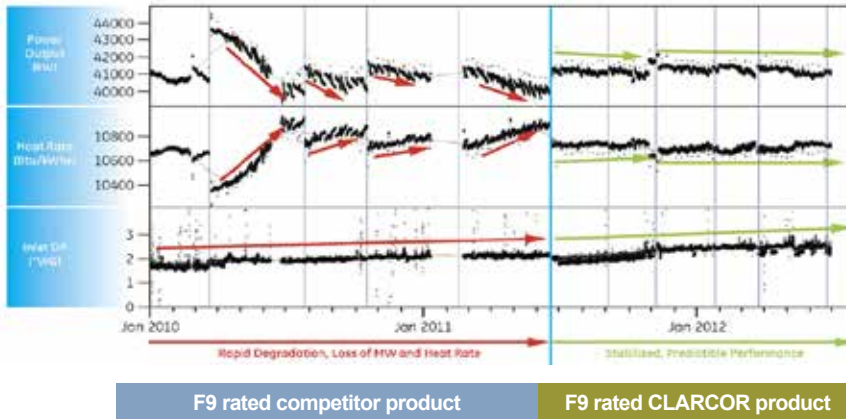 Power
Output
(kW)
44000
43000
42000
41000
40000
Heat Rate
(Btu/kWhr)
10800
10600
10400
Inlet DP
("WG)
3
2
1
0
Jan 2010
Jan 2011
Jan 2012
Rapid Degradation, Loss of MW and Heat Rate
Stabilized, Predictible Performance
F9 rated competitor product
F9 rated CLARCOR product